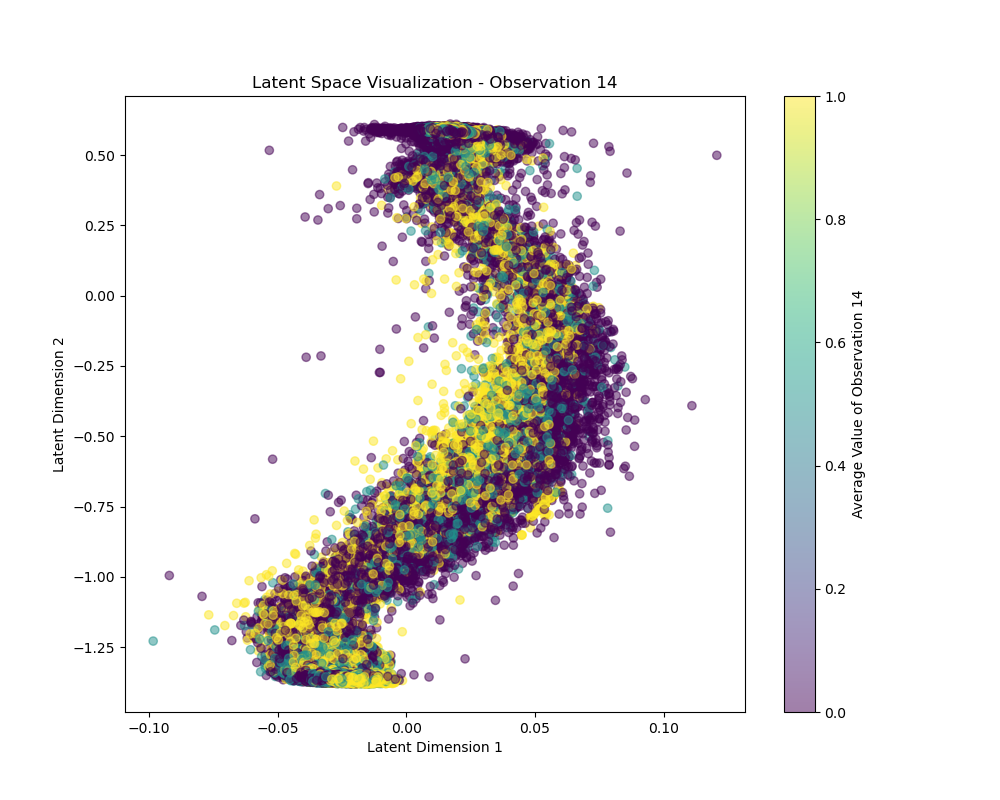 Latent Space Visualization - Observation 14
Latent Dimension 2
0.50
0.25
0.00
−0.25
−0.50
−0.75
−1.00
−1.25
−0.10 −0.05 0.00 0.05 0.10
Latent Dimension 1
1.0
0.8
0.6
0.4
0.2
0.0
Average Value of Observation 14